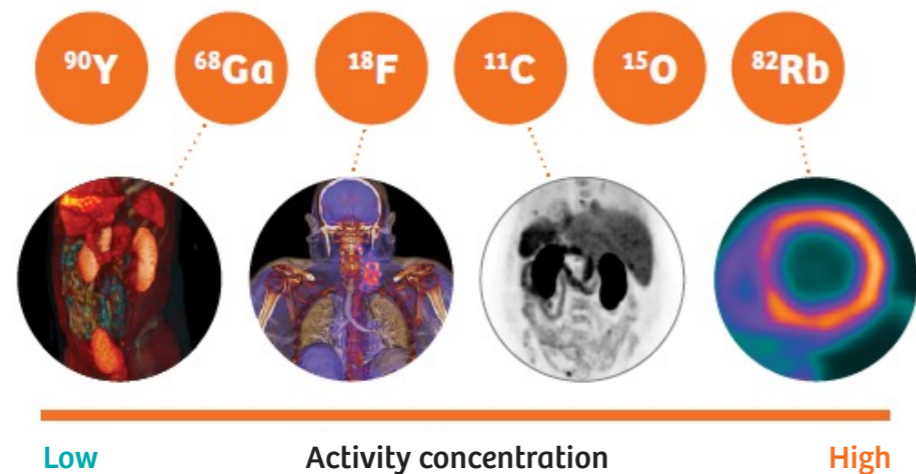 ⁹⁰Y ⁶⁸Ga ¹⁸F ¹¹C ¹⁵O ⁸²Rb
Low Activity concentration High